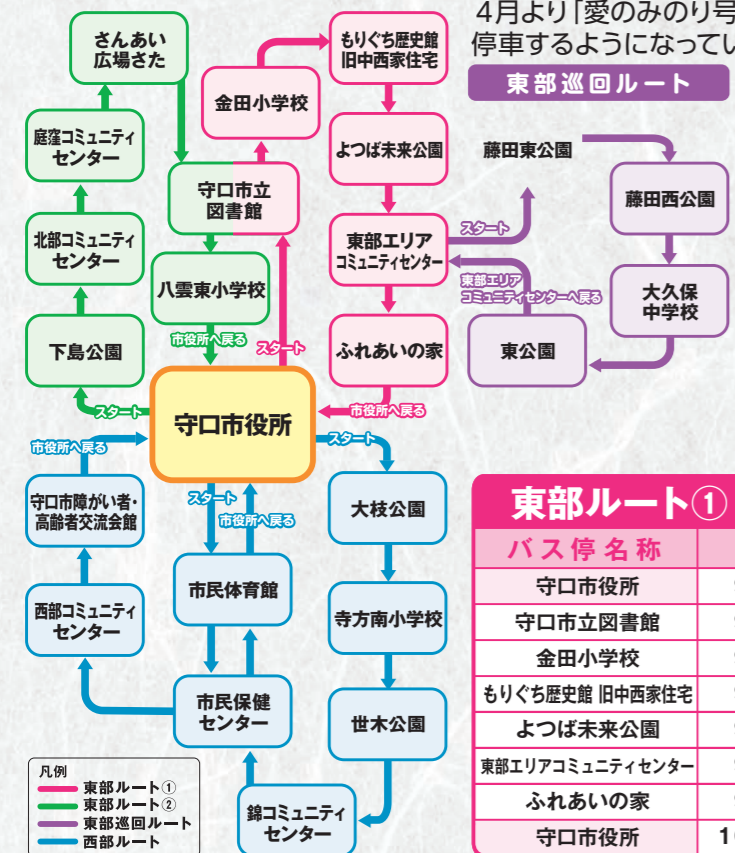 4月より「愛のみのり号
停車するようになってい
東部巡回ルート
さんあい
広場さた
もりぐち歴史館
旧中西家住宅
金田小学校
庭窪コミュニティ
センター
よつば未来公園
藤田東公園
守口市立
図書館
藤田西公園
北部コミュニティ
センター
東部エリア
コミュニティセンター
スタート
東部エリア
コミュニティセンターへ戻る
八雲東小学校
大久保
中学校
下島公園
市役所へ戻る
スタート
ふれあいの家
東公園
スタート
守口市役所
市役所へ戻る
市役所へ戻る
スタート
守口市障がい者・
高齢者交流会館
スタート
市役所へ戻る
大枝公園
市民体育館
西部コミュニティ
センター
寺方南小学校
市民保健
センター
世木公園
錦コミュニティ
センター
凡例
東部ルート①
東部ルート②
東部巡回ルート
西部ルート
東部ルート①
バス停名称
守口市役所
守口市立図書館
金田小学校
もりぐち歴史館 旧中西家住宅
よつば未来公園
東部エリアコミュニティセンター
ふれあいの家
守口市役所